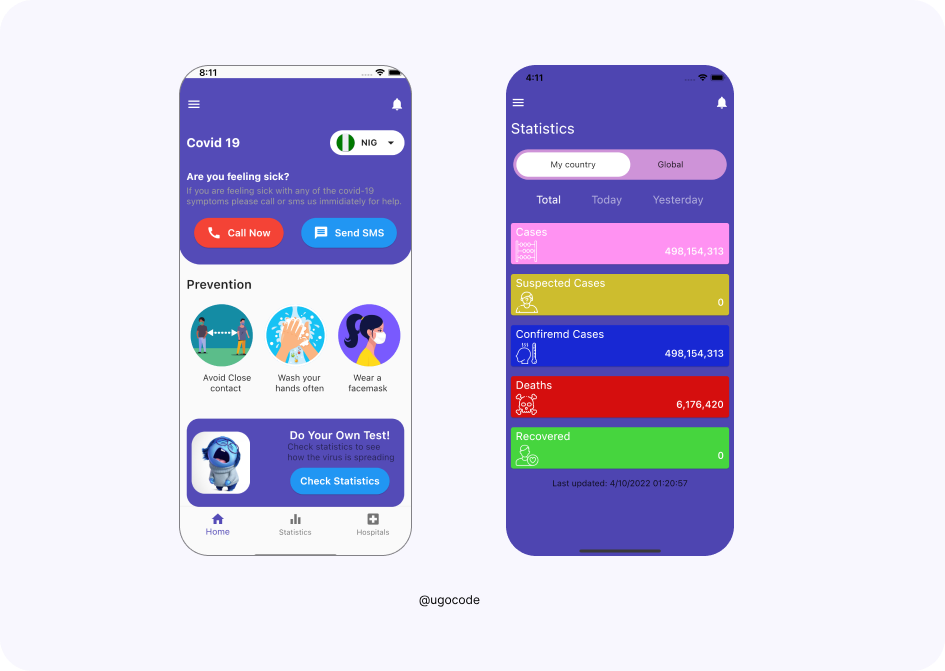 8:11
Covid 19
NIG
Are you feeling sick?
If you are feeling sick with any of the covid-19
symptoms please call or sms us immidiately for help.
Call Now
Send SMS
Prevention
Avoid Close
contact
Wash your
hands often
Wear a
facemask
Do Your Own Test!
Check statistics to see
how the virus is spreading
Check Statistics
Home
Statistics
Hospitals
4:11
Statistics
My country
Global
Total
Today
Yesterday
Cases
498,154,313
Suspected Cases
0
Confiremd Cases
498,154,313
Deaths
6,176,420
Recovered
0
Last updated: 4/10/2022 01:20:57
@ugocode